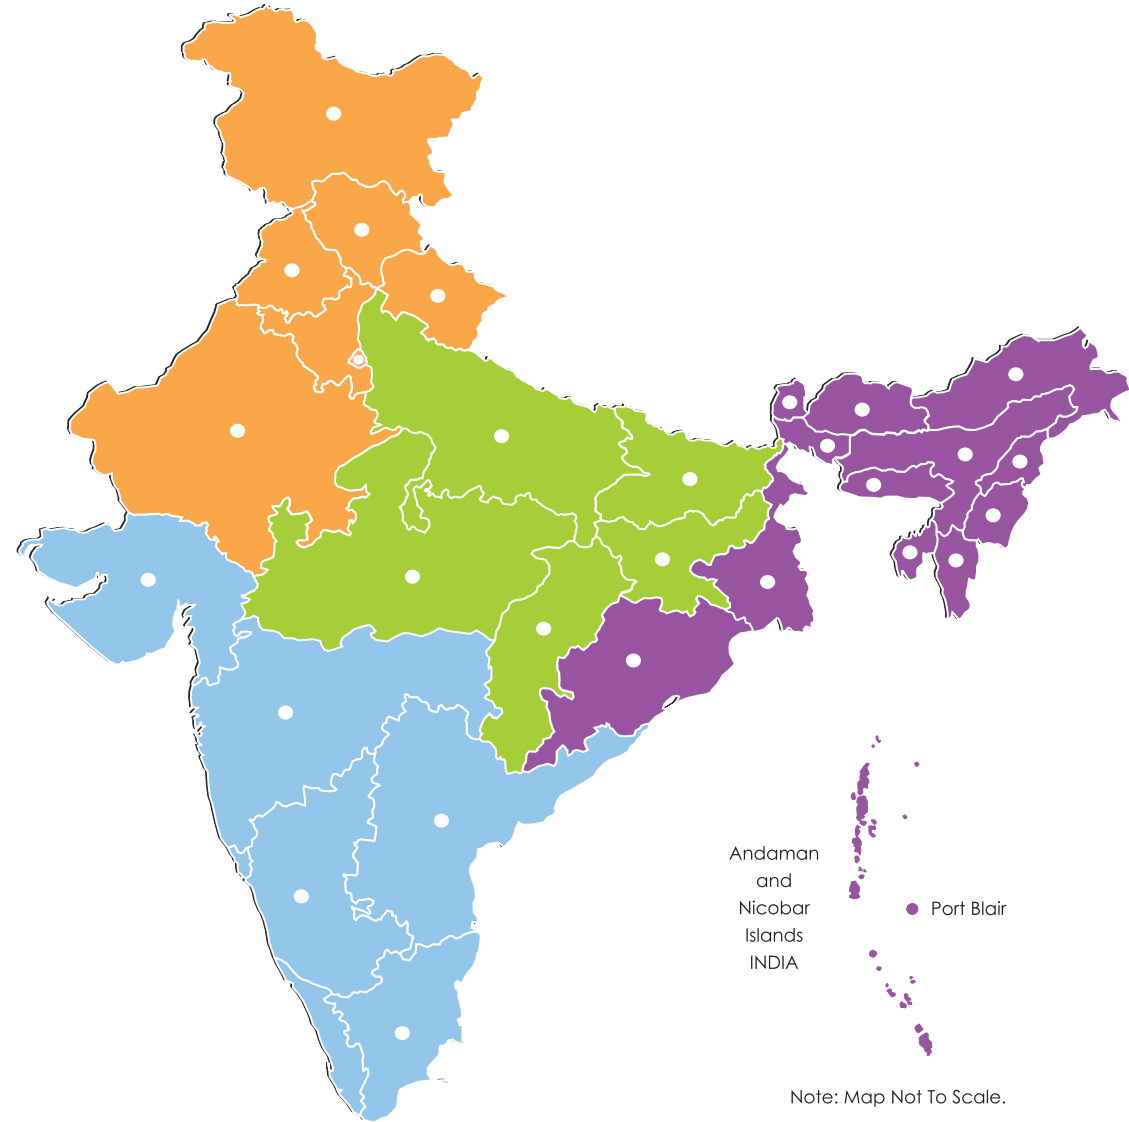 Andaman
and
Nicobar
Islands
INDIA
Port Blair
Note: Map Not To Scale.